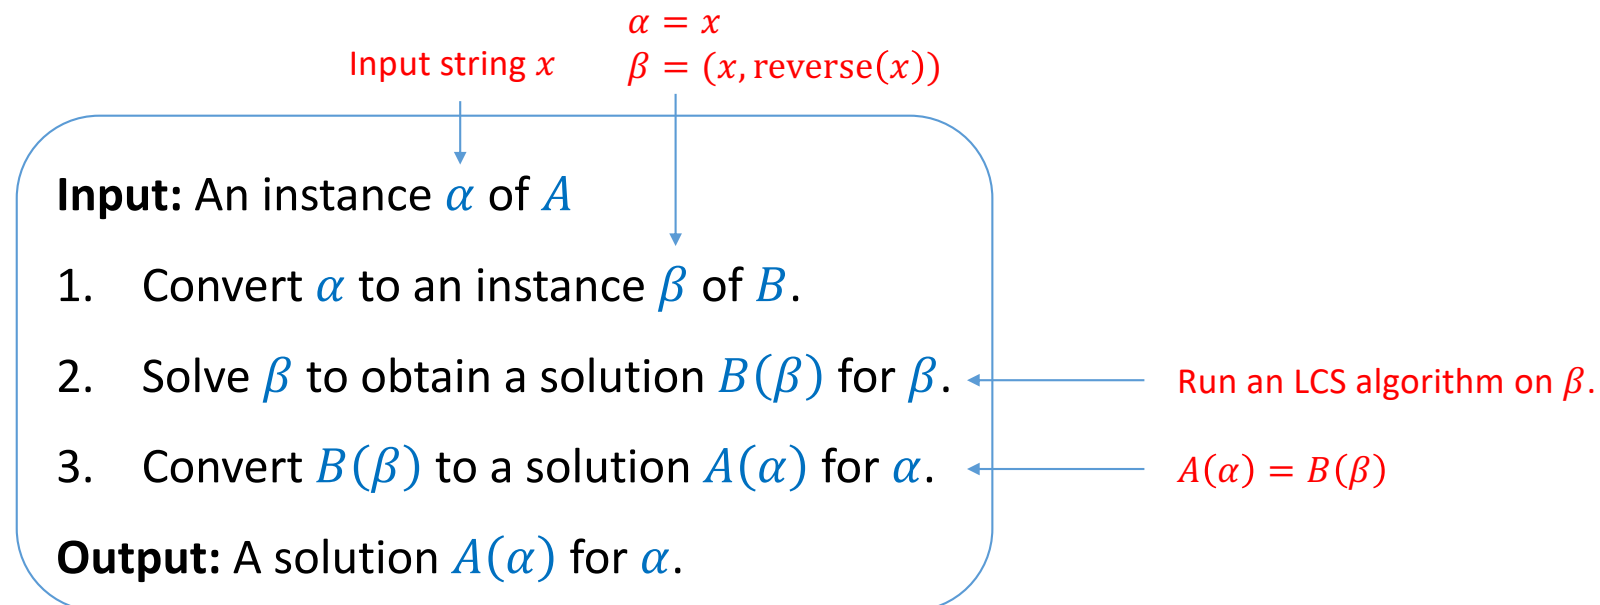 α = x
Input string x
β = (x, reverse(x))
Input: An instance α of A
1. Convert α to an instance β of B.
2. Solve β to obtain a solution B(β) for β.
Run an LCS algorithm on β.
3. Convert B(β) to a solution A(α) for α.
A(α) = B(β)
Output: A solution A(α) for α.